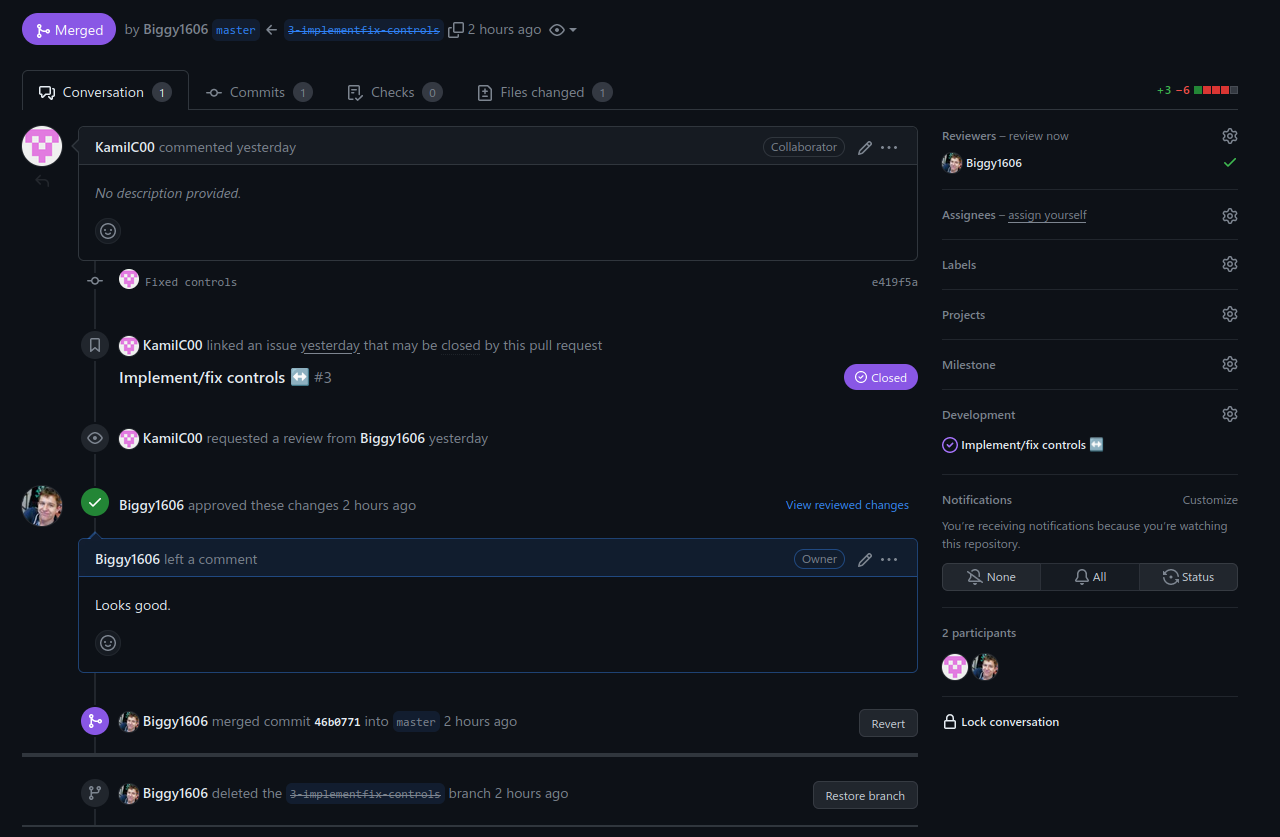 Merged by Biggy1606 master ← 3-implementfix-controls 2 hours ago
Conversation 1 Commits 1 Checks 0 Files changed 1 +3 −6
KamilC00 commented yesterday Collaborator
No description provided.
Fixed controls e419f5a
KamilC00 linked an issue yesterday that may be closed by this pull request
Implement/fix controls ↔️ #3 Closed
KamilC00 requested a review from Biggy1606 yesterday
Biggy1606 approved these changes 2 hours ago View reviewed changes
Biggy1606 left a comment Owner
Looks good.
Biggy1606 merged commit 46b0771 into master 2 hours ago Revert
Biggy1606 deleted the 3-implementfix-controls branch 2 hours ago Restore branch
Reviewers – review now
Biggy1606
Assignees – assign yourself
Labels
Projects
Milestone
Development
Implement/fix controls ↔️
Notifications Customize
You're receiving notifications because you're watching
this repository.
None All Status
2 participants
Lock conversation